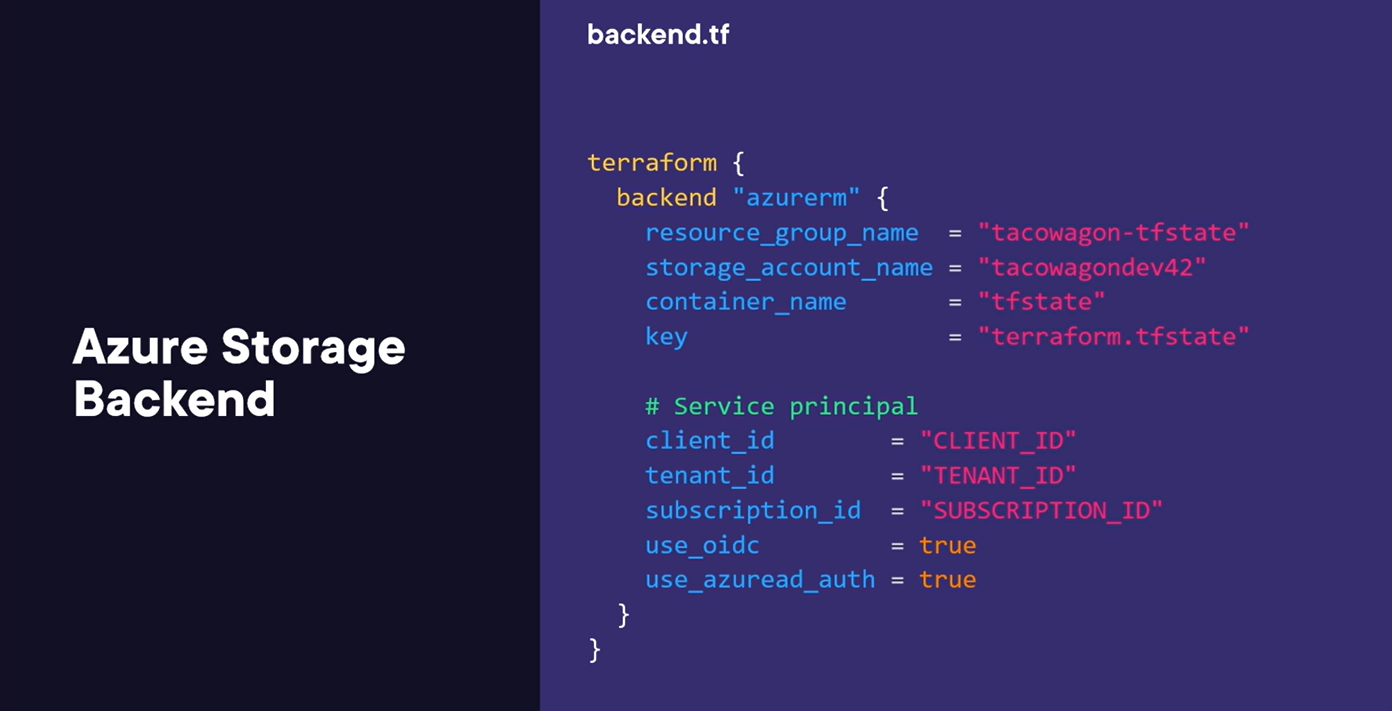 Azure Storage
Backend
backend.tf
terraform {
  backend "azurerm" {
    resource_group_name  = "tacowagon-tfstate"
    storage_account_name = "tacowagondev42"
    container_name       = "tfstate"
    key                  = "terraform.tfstate"

    # Service principal
    client_id        = "CLIENT_ID"
    tenant_id        = "TENANT_ID"
    subscription_id  = "SUBSCRIPTION_ID"
    use_oidc         = true
    use_azuread_auth = true
  }
}